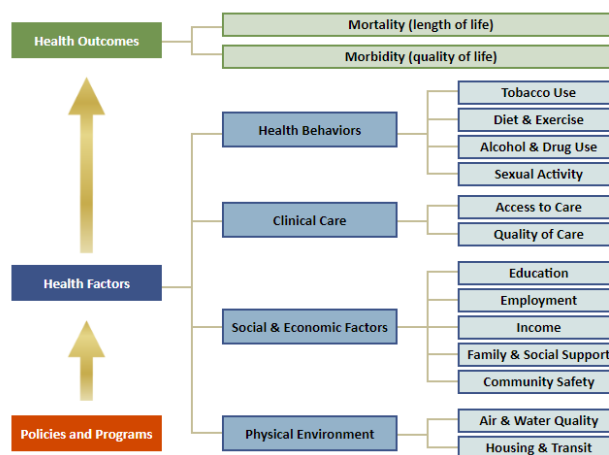 Health Outcomes
Mortality (length of life)
Morbidity (quality of life)
Health Factors
Health Behaviors
Tobacco Use
Diet & Exercise
Alcohol & Drug Use
Sexual Activity
Clinical Care
Access to Care
Quality of Care
Social & Economic Factors
Education
Employment
Income
Family & Social Support
Community Safety
Physical Environment
Air & Water Quality
Housing & Transit
Policies and Programs